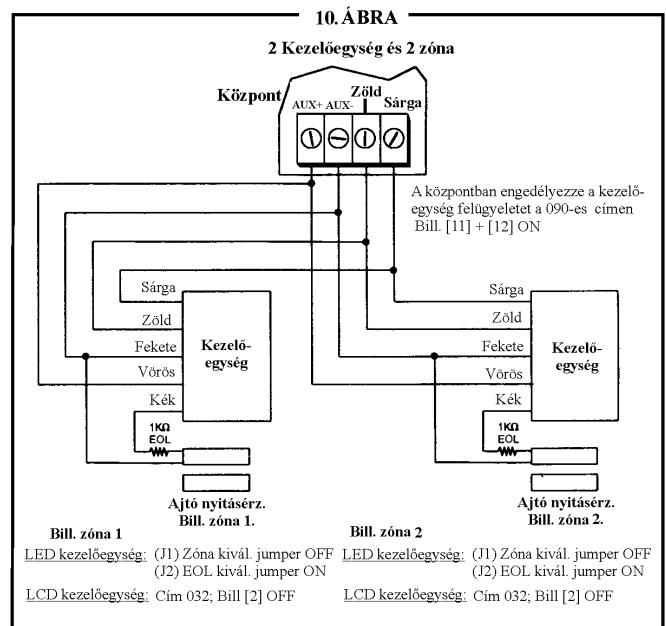 10. ÁBRA
2 Kezelőegység és 2 zóna
Központ
AUX+ AUX- Zöld Sárga
A központban engedélyezze a kezelő-
egység felügyeletet a 090-es címen
Bill. [11] + [12] ON
Sárga
Zöld
Fekete
Vörös
Kék
Kezelő-
egység
1KΩ
EOL
Ajtó nyitásérz.
Bill. zóna 1.
Sárga
Zöld
Fekete
Vörös
Kék
Kezelő-
egység
1KΩ
EOL
Ajtó nyitásérz.
Bill. zóna 2.
Bill. zóna 1
LED kezelőegység: (J1) Zóna kivál. jumper OFF
(J2) EOL kivál. jumper ON
LCD kezelőegység: Cím 032; Bill [2] OFF
Bill. zóna 2
LED kezelőegység: (J1) Zóna kivál. jumper OFF
(J2) EOL kivál. jumper ON
LCD kezelőegység: Cím 032; Bill [2] OFF